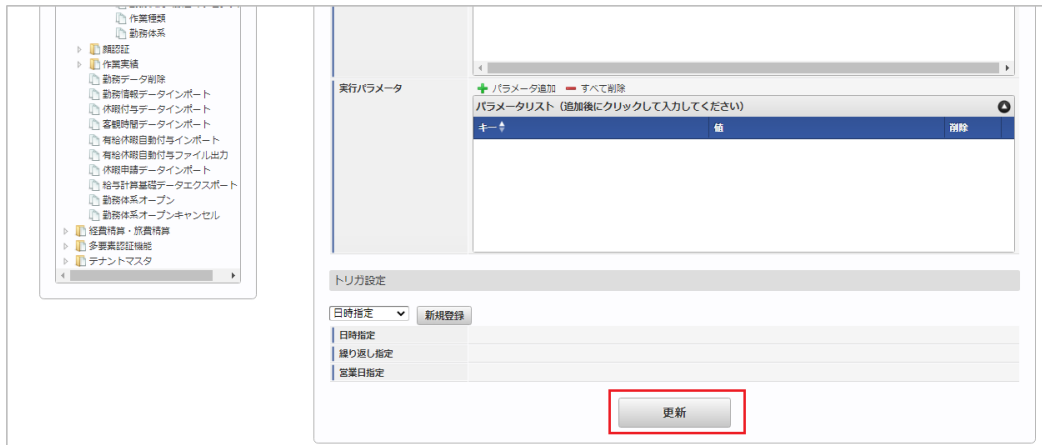 作業種類
勤務体系
顔認証
作業実績
勤務データ削除
勤務情報データインポート
休暇付与データインポート
客観時間データインポート
有給休暇自動付与インポート
有給休暇自動付与ファイル出力
休暇申請データインポート
給与計算基礎データエクスポート
勤務体系オープン
勤務体系オープンキャンセル
経費精算・旅費精算
多要素認証機能
テナントマスタ
実行パラメータ
パラメータ追加 すべて削除
パラメータリスト（追加後にクリックして入力してください）
キー 値 削除
トリガ設定
日時指定 新規登録
日時指定
繰り返し指定
営業日指定
更新